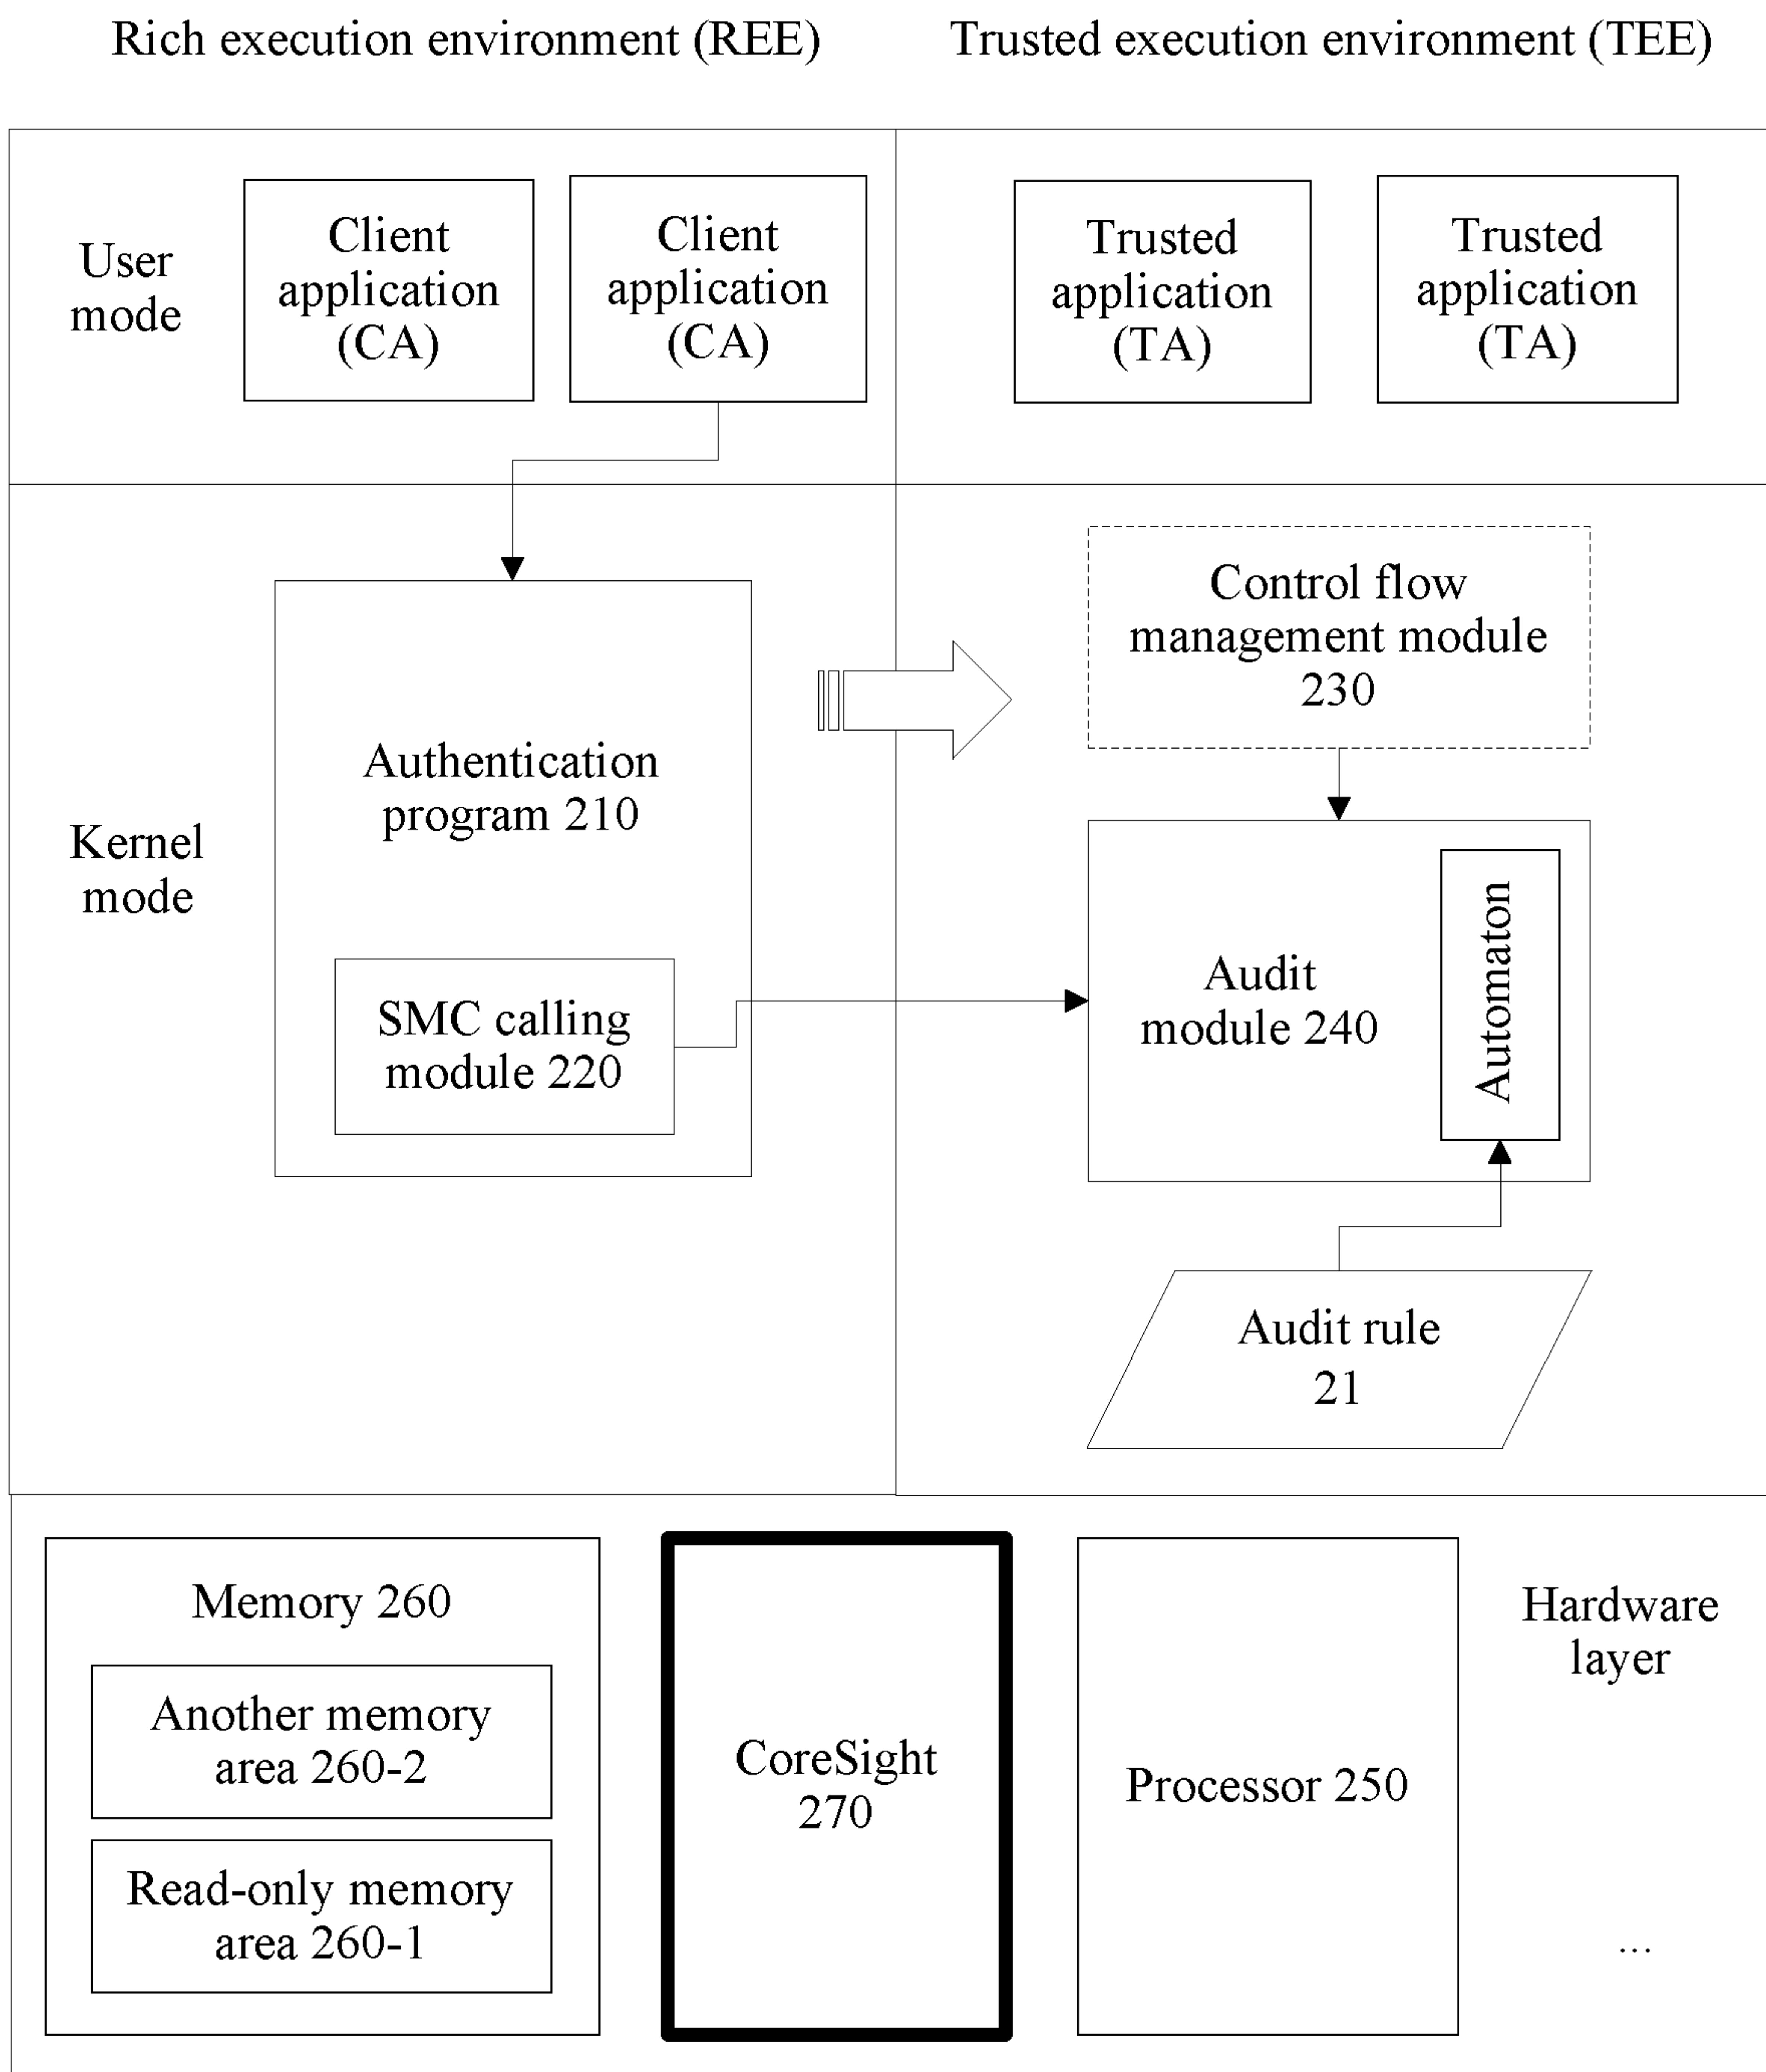 Rich execution environment (REE)
Trusted execution environment (TEE)
User
mode
Client
application
(CA)
Client
application
(CA)
Trusted
application
(TA)
Trusted
application
(TA)
Kernel
mode
Authentication
program 210
SMC calling
module 220
Control flow
management module
230
Audit
module 240
Automaton
Audit rule
21
Memory 260
Another memory
area 260-2
Read-only memory
area 260-1
CoreSight
270
Processor 250
Hardware
layer
...